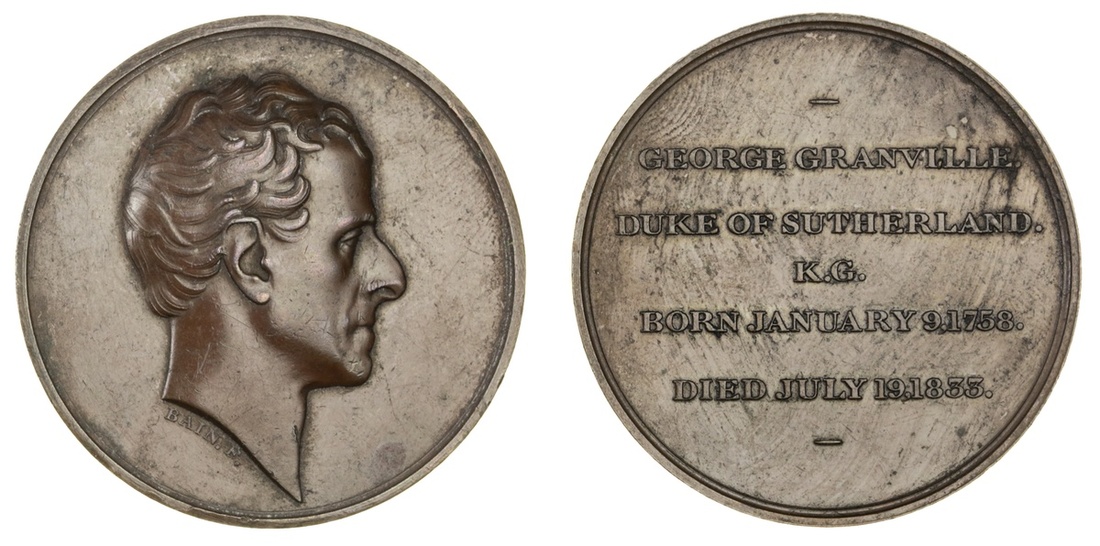 BAIN. F.
GEORGE GRANVILLE.
DUKE OF SUTHERLAND.
K.G.
BORN JANUARY 9,1758.
DIED JULY 19,1833.